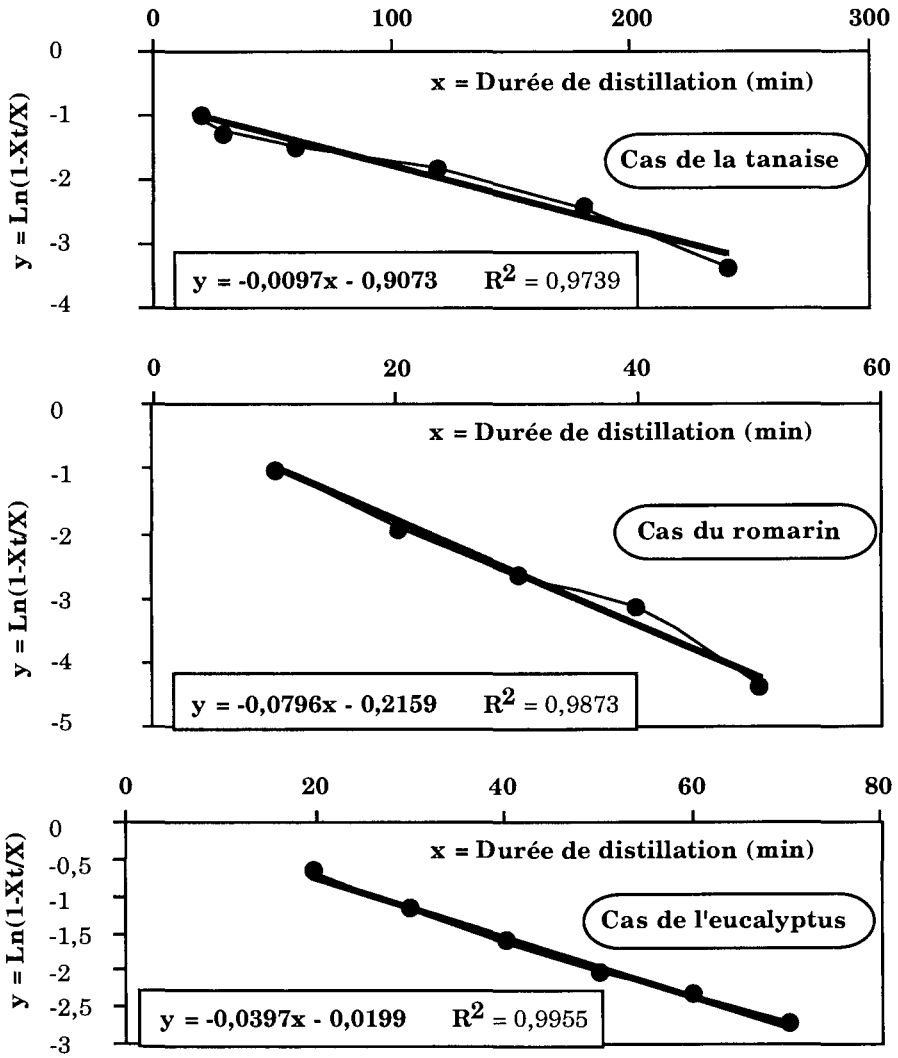 0 100 200 300
0
x = Durée de distillation (min)
-1
Cas de la tanaise
-2
y = Ln(1-Xt/X)
-3
y = -0,0097x - 0,9073 R2 = 0,9739
-4
0 20 40 60
0
x = Durée de distillation (min)
-1
Cas du romarin
-2
y = Ln(1-Xt/X)
-3
-4
y = -0,0796x - 0,2159 R2 = 0,9873
-5
0 20 40 60 80
0
x = Durée de distillation (min)
-0,5
-1
Cas de l'eucalyptus
y = Ln(1-Xt/X)
-1,5
-2
-2,5
y = -0,0397x - 0,0199 R2 = 0,9955
-3